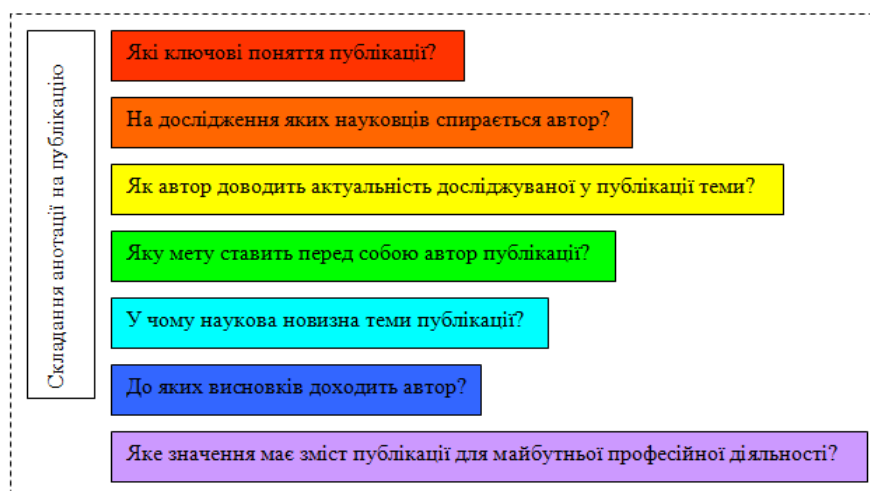 Складання анотації на публікацію
Які ключові поняття публікації?
На дослідження яких науковців спирається автор?
Як автор доводить актуальність досліджуваної у публікації теми?
Яку мету ставить перед собою автор публікації?
У чому наукова новизна теми публікації?
До яких висновків доходить автор?
Яке значення має зміст публікації для майбутньої професійної діяльності?